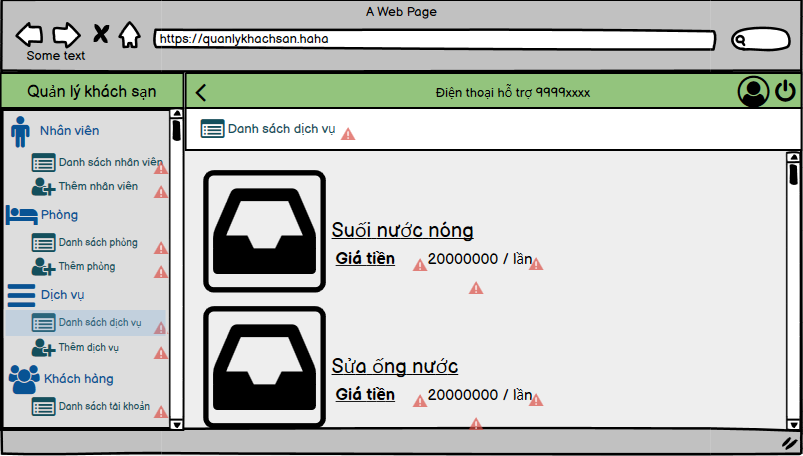 A Web Page
Some text
https://quanlykhachsan.haha
Quản lý khách sạn
Điện thoại hỗ trợ 9999xxxx
Nhân viên
Danh sách nhân viên
Thêm nhân viên
Phòng
Danh sách phòng
Thêm phòng
Dịch vụ
Danh sách dịch vụ
Thêm dịch vụ
Khách hàng
Danh sách tài khoản
Danh sách dịch vụ
Suối nước nóng
Giá tiền 20000000 / lần
Sửa ống nước
Giá tiền 20000000 / lần